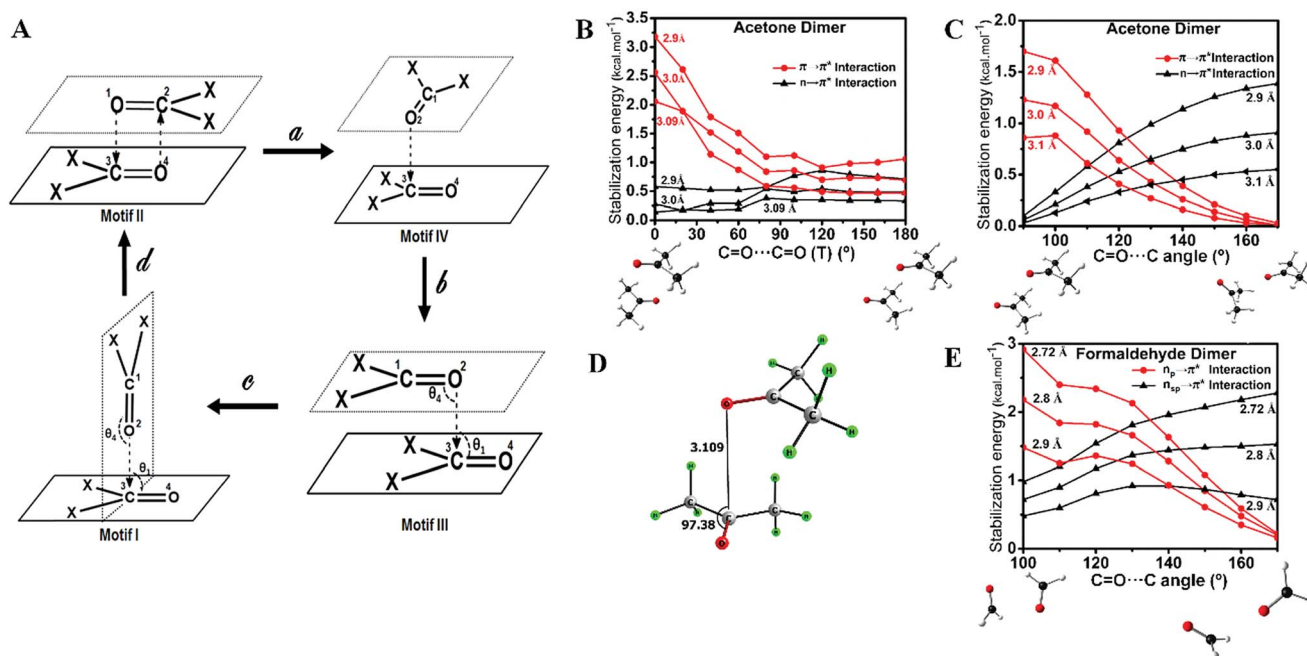 A
X
1
2
X
O=C
X
3
4
X
C=O
X
Motif II
a
X
X
C
1
O
2
X
3
4
C=O
X
Motif IV
d
b
X
X
C
1
θ4
O
2
X
3
θ1
C=O
X
Motif I
c
X
1
2
C=O
X
θ4
X
3
θ1
4
C=O
X
Motif III
B
Acetone Dimer
Stabilization energy (kcal.mol-1)
3.5
3.0
2.5
2.0
1.5
1.0
0.5
0.0
2.9Å
3.0Å
3.09Å
π→π* Interaction
n→π* Interaction
2.9Å
3.0Å
3.09 Å
0 30 60 90 120 150 180
C=O···C=O (T) (º)
C
Acetone Dimer
Stabilization energy (kcal.mol-1)
2.0
1.5
1.0
0.5
0.0
2.9 Å
3.0 Å
3.1 Å
π→π*Interaction
n→π*Interaction
2.9 Å
3.0 Å
3.1 Å
100 120 140 160
C=O···C angle (º)
D
H
C
H
H
O
C
C
H
H
3.109
H
H
C
C
C
H
H
H
97.38
O
E
Formaldehyde Dimer
Stabilization energy (kcal.mol-1)
3
2
1
0
2.72 Å
2.8 Å
2.9 Å
np→π* Interaction
nsp→π* Interaction
2.72 Å
2.8 Å
2.9 Å
100 120 140 160
C=O···C angle (º)